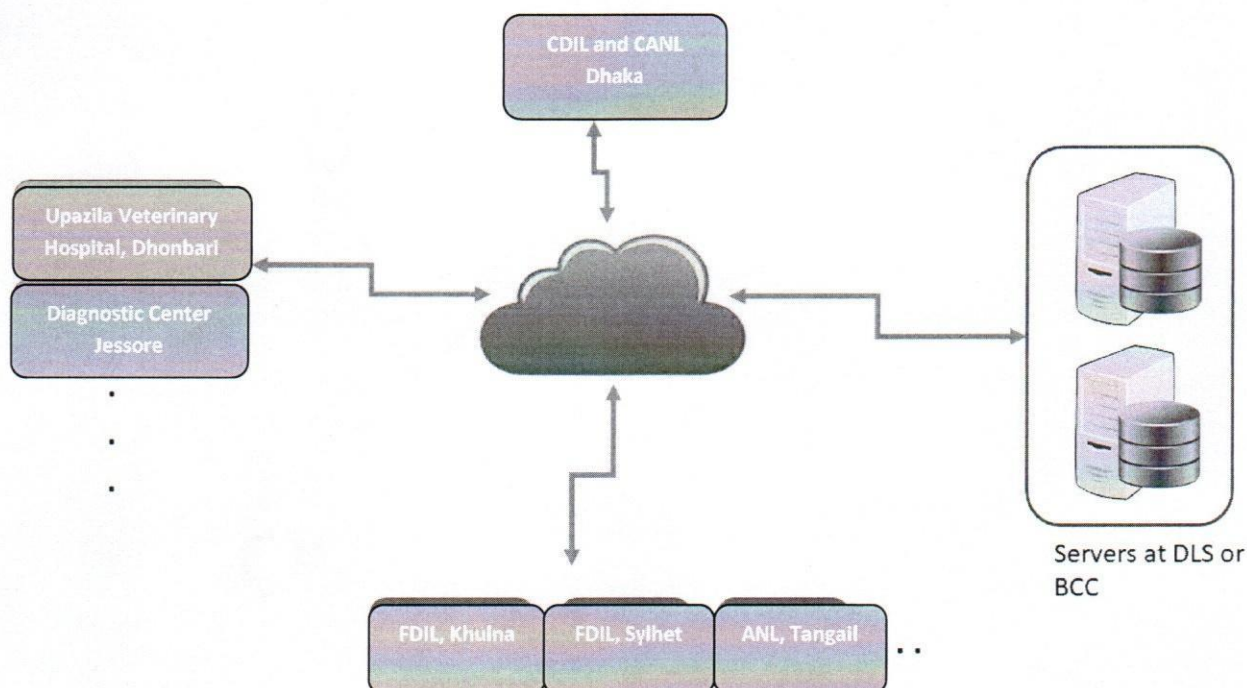 CDIL and CANL
Dhaka
Upazila Veterinary
Hospital, Dhonbari
Diagnostic Center
Jessore
Servers at DLS or
BCC
FDIL, Khulna
FDIL, Sylhet
ANL, Tangail